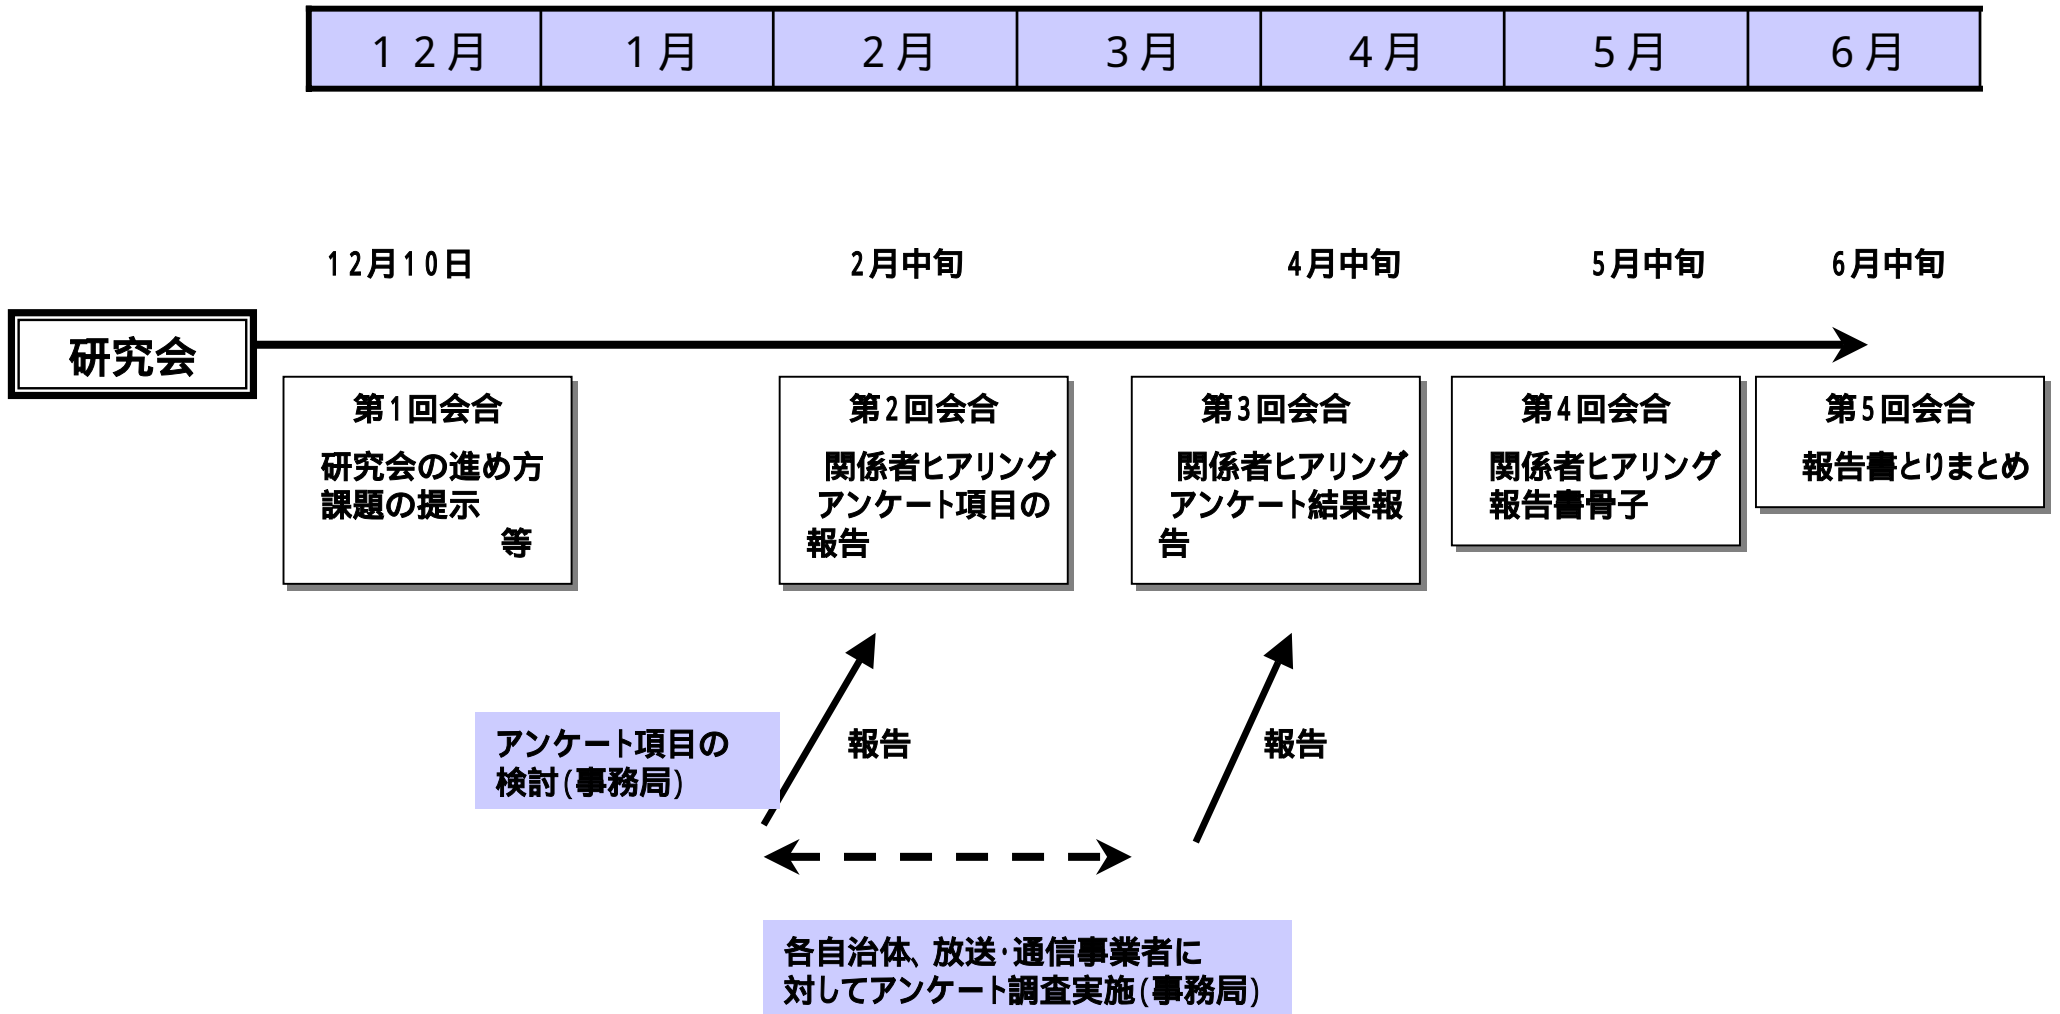 １２月 1月 2月 3月 4月 5月 6月
12月10日 2月中旬 4月中旬 5月中旬 6月中旬
研究会
第1回会合
研究会の進め方
課題の提示
等
第2回会合
関係者ヒアリング
アンケート項目の
報告
第3回会合
関係者ヒアリング
アンケート結果報
告
第4回会合
関係者ヒアリング
報告書骨子
第5回会合
報告書とりまとめ
アンケート項目の
検討(事務局)
報告
報告
各自治体、放送・通信事業者に
対してアンケート調査実施(事務局)